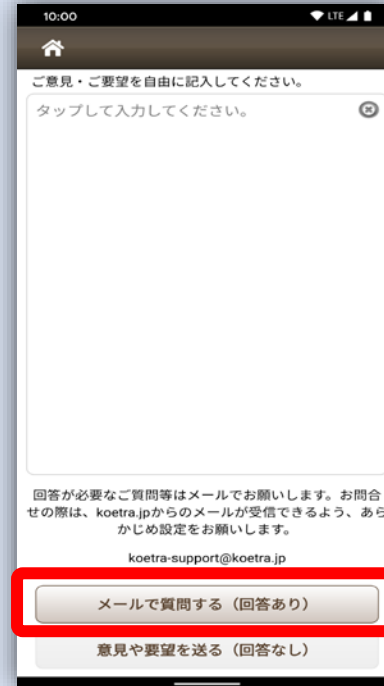 10:00
LTE
ご意見・ご要望を自由に記入してください。
タップして入力してください。
回答が必要なご質問等はメールでお願いします。お問合
せの際は、koetra.jpからのメールが受信できるよう、あら
かじめ設定をお願いします。
koetra-support@koetra.jp
メールで質問する（回答あり）
意見や要望を送る（回答なし）